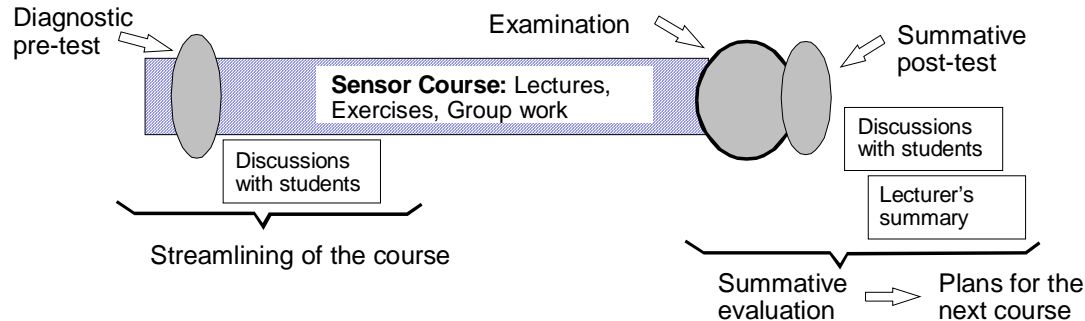 Diagnostic
pre-test
Examination
Summative
post-test
Sensor Course: Lectures,
Exercises, Group work
Discussions
with students
Discussions
with students
Lecturer's
summary
Streamlining of the course
Summative
evaluation
Plans for the
next course